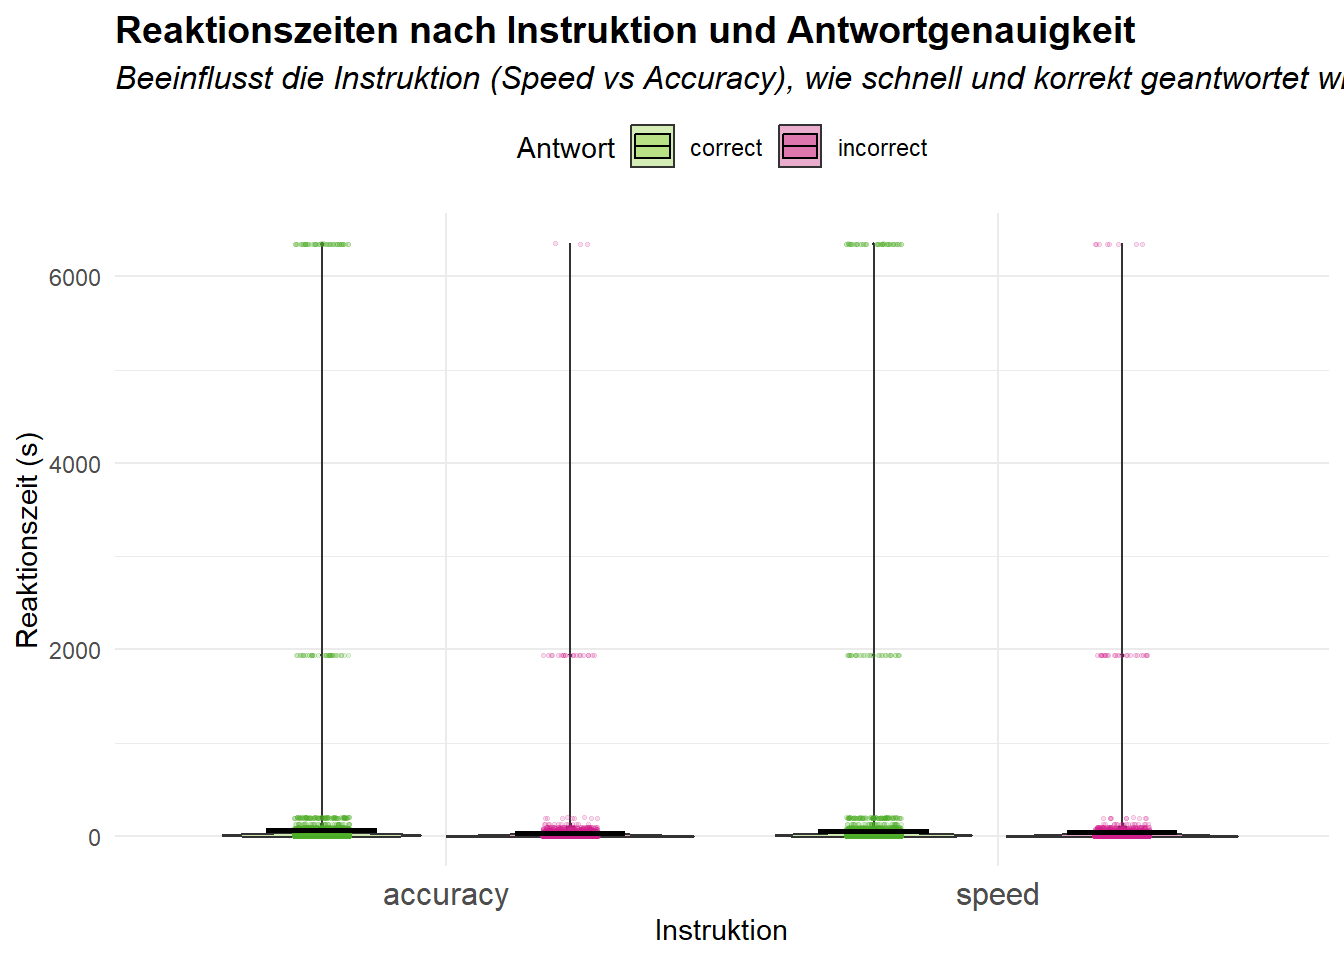 Reaktionszeiten nach Instruktion und Antwortgenauigkeit
Beeinflusst die Instruktion (Speed vs Accuracy), wie schnell und korrekt geantwortet
Antwort correct incorrect
6000
4000
2000
0
Reaktionszeit (s)
accuracy speed
Instruktion